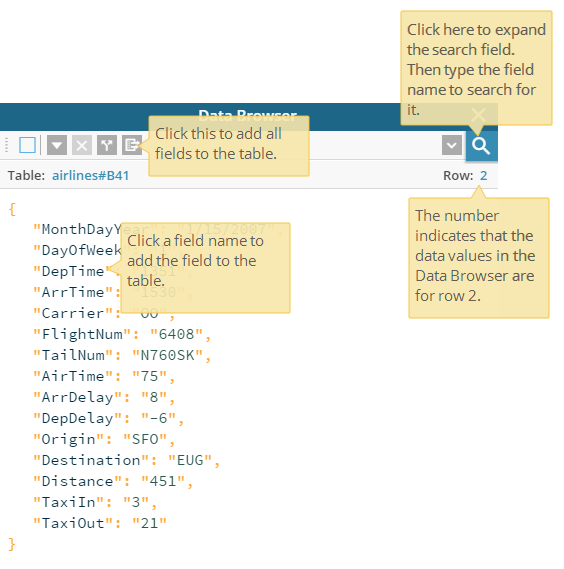 Click here to expand
the search field.
Then type the field
name to search for
it.
Data Browser
Click this to add all
fields to the table.
Table: airlines#B41
Row: 2
{
"MonthDayYear": "1/15/2007",
"DayOfWeek
Click a field name to
add the field to the
table.
"DepTime": "1351",
"ArrTime": "1530",
"Carrier": "OO",
"FlightNum": "6408",
"TailNum": "N760SK",
"AirTime": "75",
"ArrDelay": "8",
"DepDelay": "-6",
"Origin": "SFO",
"Destination": "EUG",
"Distance": "451",
"TaxiIn": "3",
"TaxiOut": "21"
}
The number
indicates that the
data values in the
Data Browser are
for row 2.